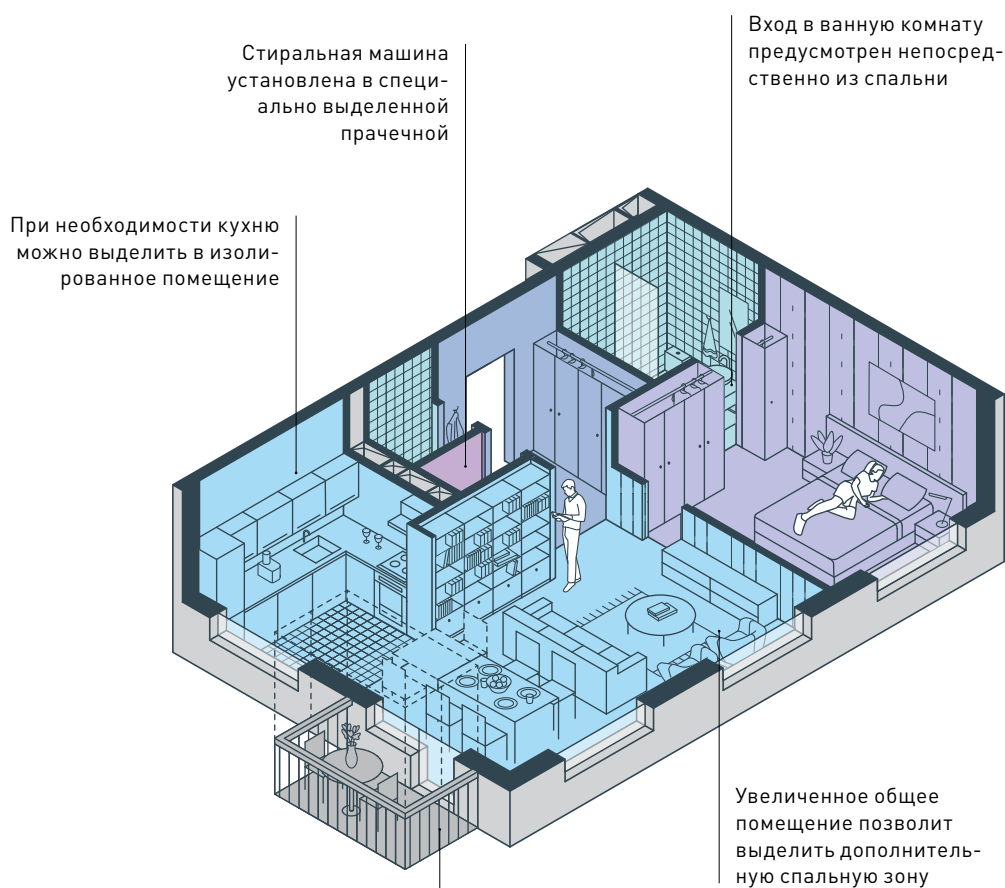 Вход в ванную комнату
предусмотрен непосред-
ственно из спальни
Стиральная машина
установлена в специ-
ально выделенной
прачечной
При необходимости кухню
можно выделить в изоли-
рованное помещение
Увеличенное общее
помещение позволит
выделить дополнитель-
ную спальную зону